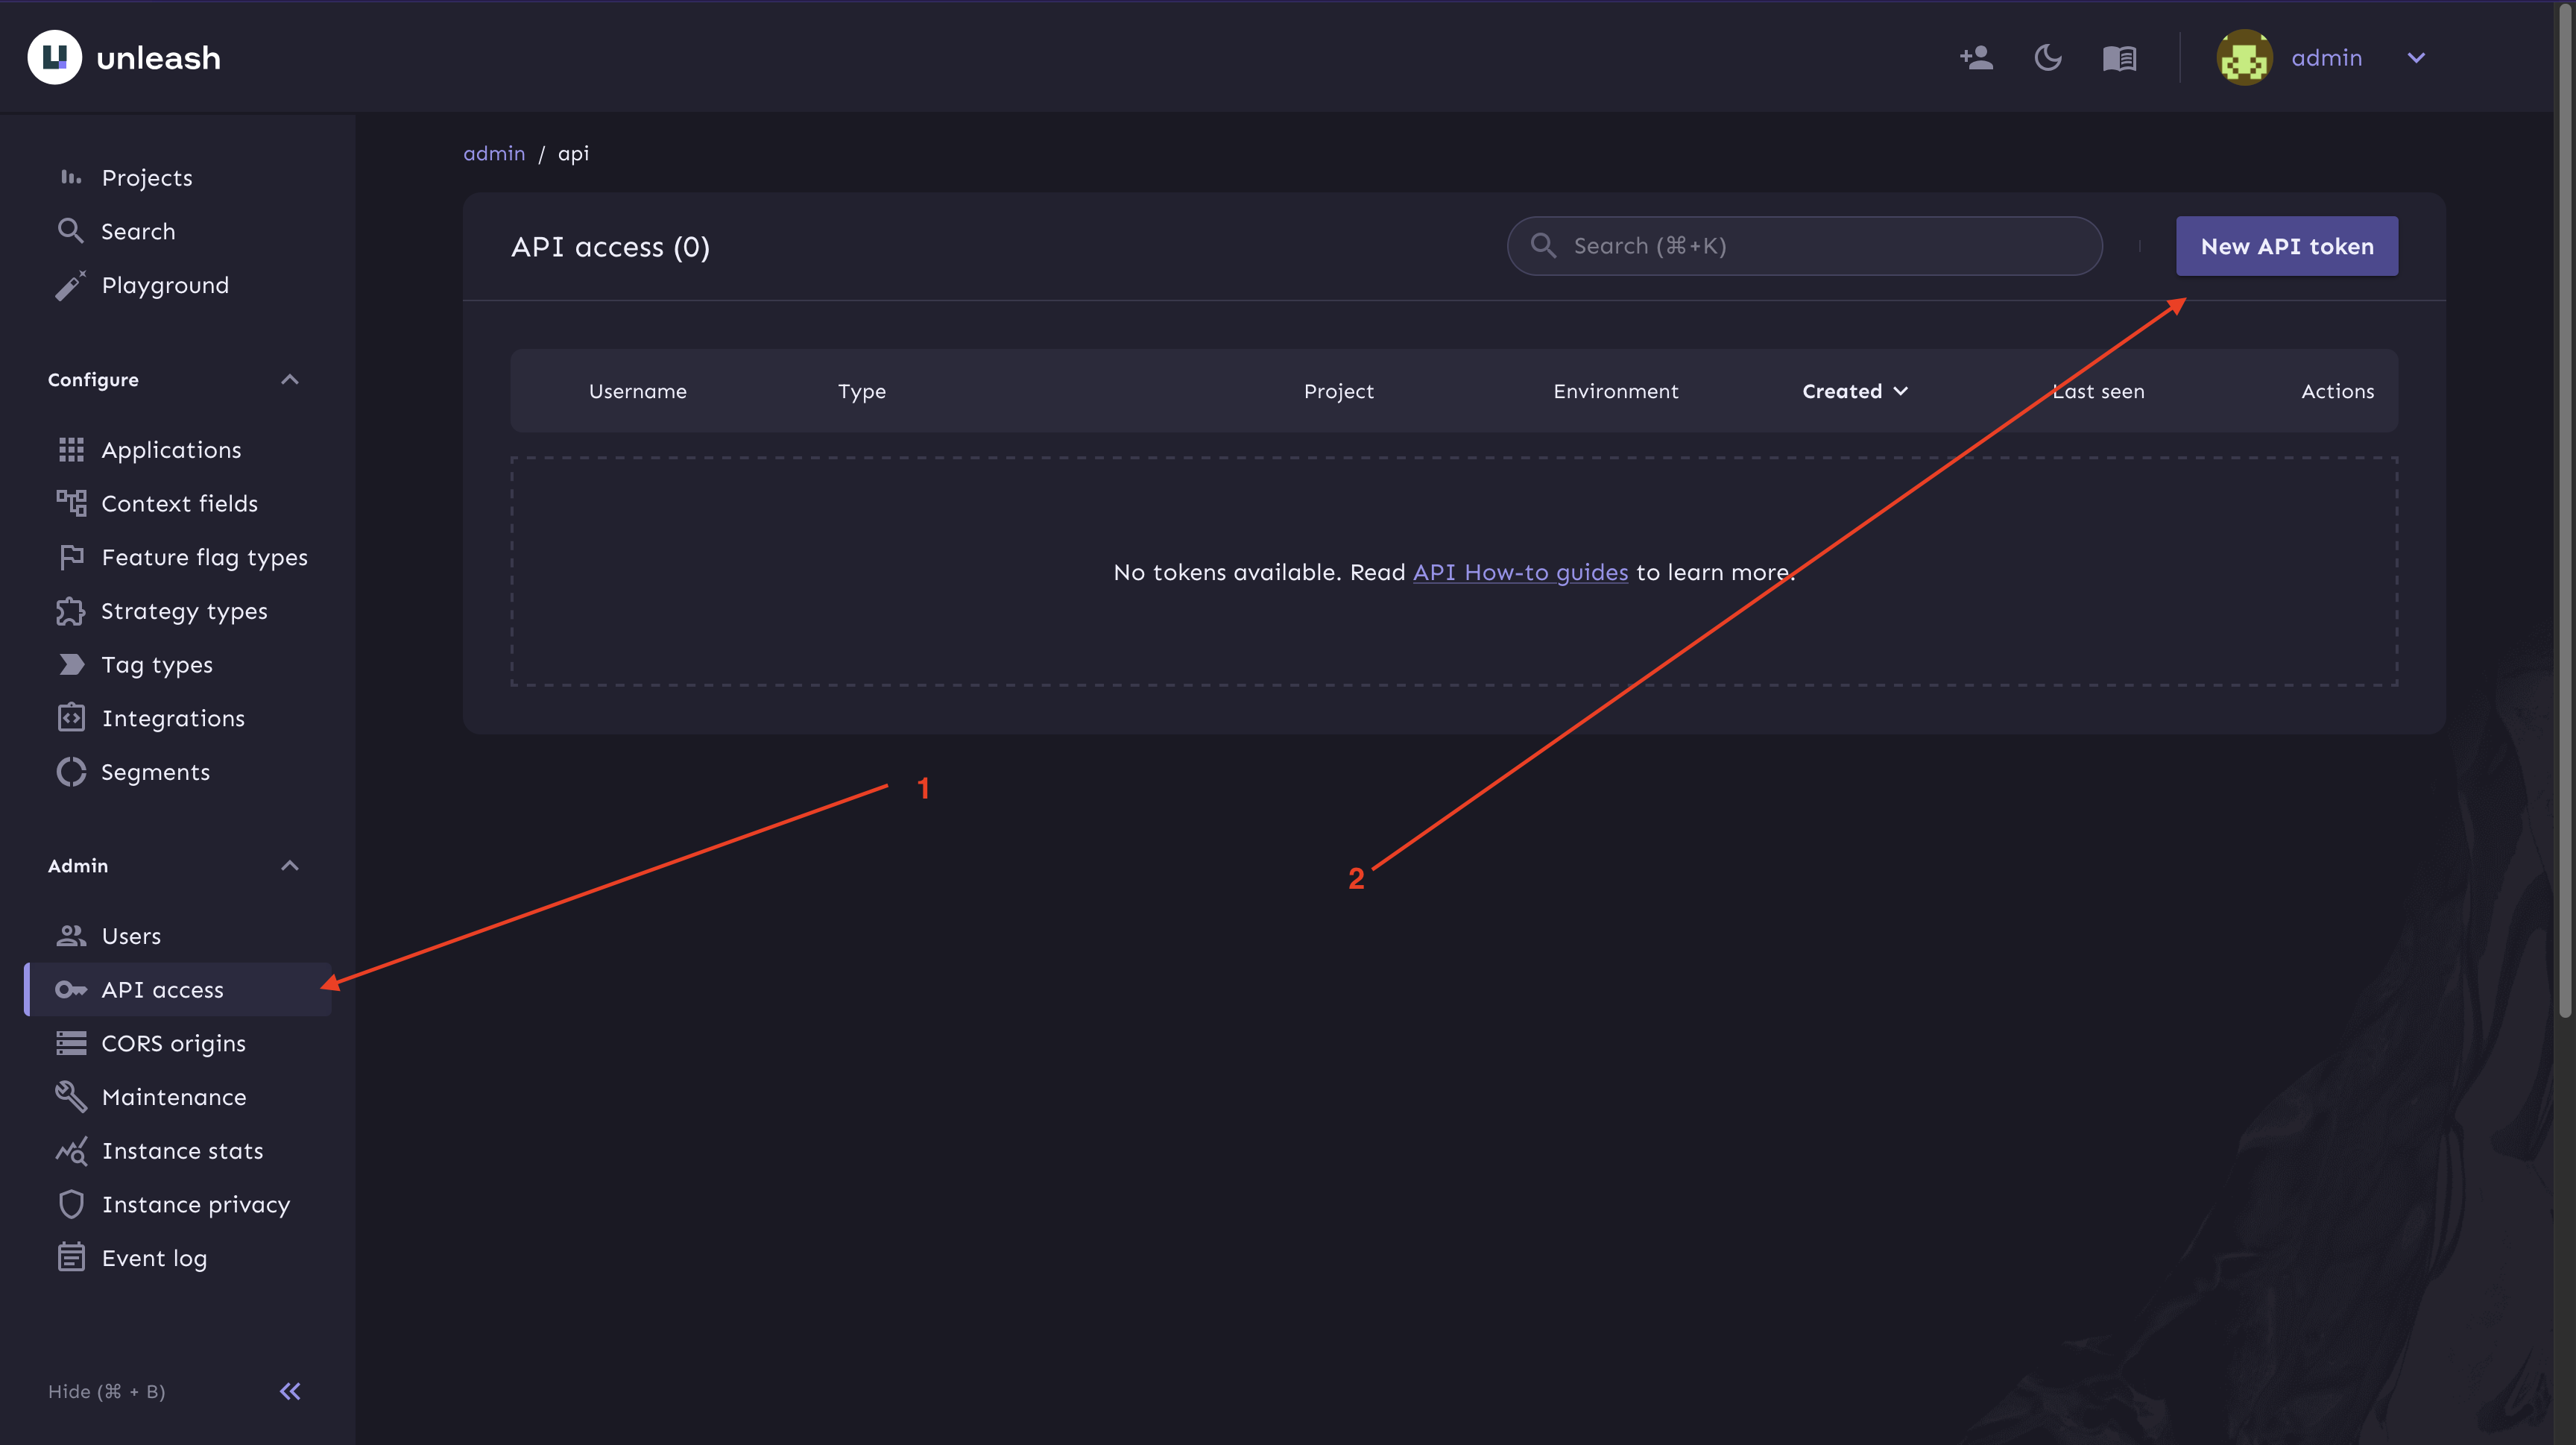 unleash
admin
Projects
Search
Playground
Configure
Applications
Context fields
Feature flag types
Strategy types
Tag types
Integrations
Segments
Admin
Users
API access
CORS origins
Maintenance
Instance stats
Instance privacy
Event log
Hide (⌘ + B)
admin / api
API access (0)
Search (⌘+K)
New API token
Username Type Project Environment Created Last seen Actions
No tokens available. Read API How-to guides to learn more.
1
2